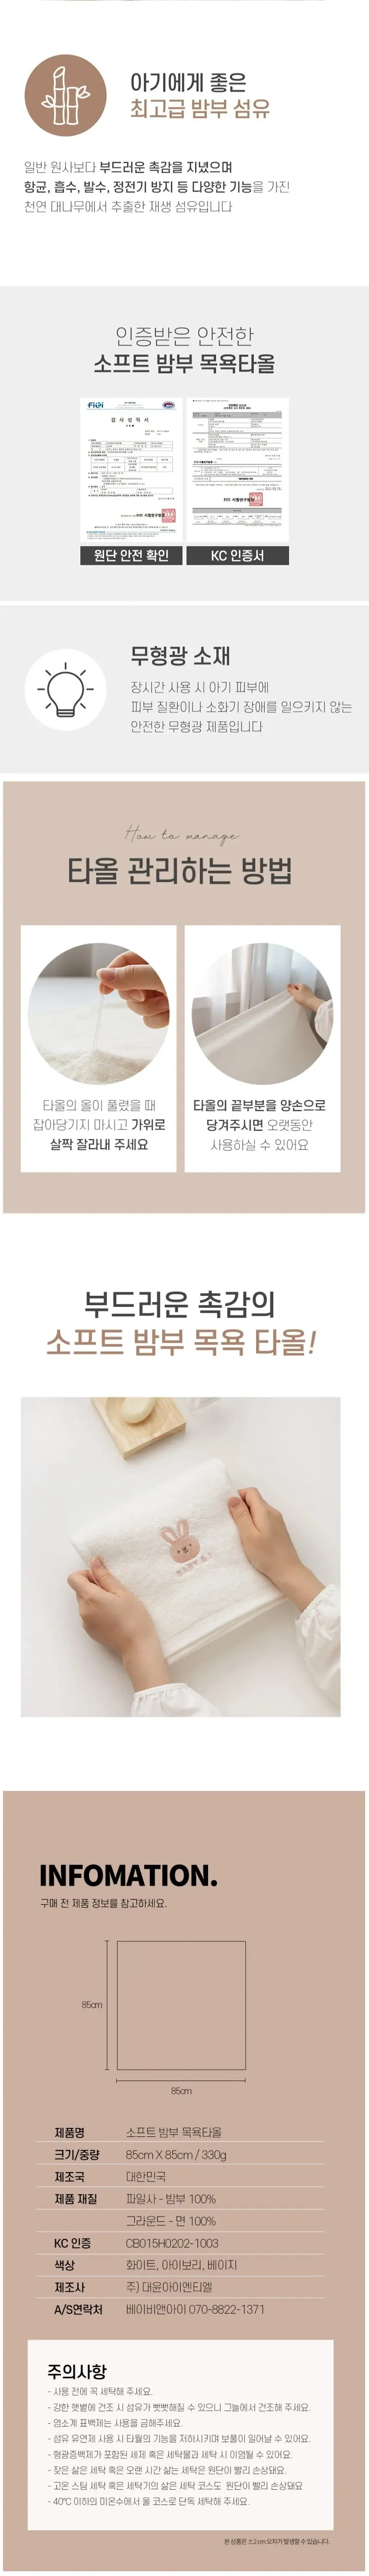 아기에게 좋은
최고급 밤부 섬유
일반 원사보다 부드러운 촉감을 지녔으며
항균, 흡수, 발수, 정전기 방지 등 다양한 기능을 가진
천연 대나무에서 추출한 재생 섬유입니다
인증받은 안전한
소프트 밤부 목욕타올
FITI
검사성적서
FITI 시험연구원
원단 안전 확인
KC 인증서
무형광 소재
장시간 사용 시 아기 피부에
피부 질환이나 소화기 장애를 일으키지 않는
안전한 무형광 제품입니다
How to manage
타올 관리하는 방법
타올의 올이 풀렸을 때
잡아당기지 마시고 가위로
살짝 잘라내 주세요
타올의 끝부분을 양손으로
당겨주시면 오랫동안
사용하실 수 있어요
부드러운 촉감의
소프트 밤부 목욕 타올!
INFOMATION.
구매 전 제품 정보를 참고하세요.
85cm
85cm
제품명 소프트 밤부 목욕타올
크기/중량 85cm X 85cm / 330g
제조국 대한민국
제품 재질 파일사 - 밤부 100%
그라운드 - 면 100%
KC 인증 CB015H0202-1003
색상 화이트, 아이보리, 베이지
제조사 주) 대윤아이엔티엘
A/S연락처 베이비앤아이 070-8822-1371
주의사항
- 사용 전에 꼭 세탁해 주세요.
- 강한 햇볕에 건조 시 섬유가 뻣뻣해질 수 있으니 그늘에서 건조해 주세요.
- 염소계 표백제는 사용을 금해주세요.
- 섬유 유연제 사용 시 타월의 기능을 저하시키며 보풀이 일어날 수 있어요.
- 형광증백제가 포함된 세제 혹은 세탁물과 세탁 시 이염될 수 있어요.
- 잦은 삶은 세탁 혹은 오랜 시간 삶는 세탁은 원단이 빨리 손상돼요.
- 고온 스팀 세탁 혹은 세탁기의 삶은 세탁 코스도 원단이 빨리 손상돼요
- 40℃ 이하의 미온수에서 울 코스로 단독 세탁해 주세요.
본 상품은 ±2cm 오차가 발생할 수 있습니다.